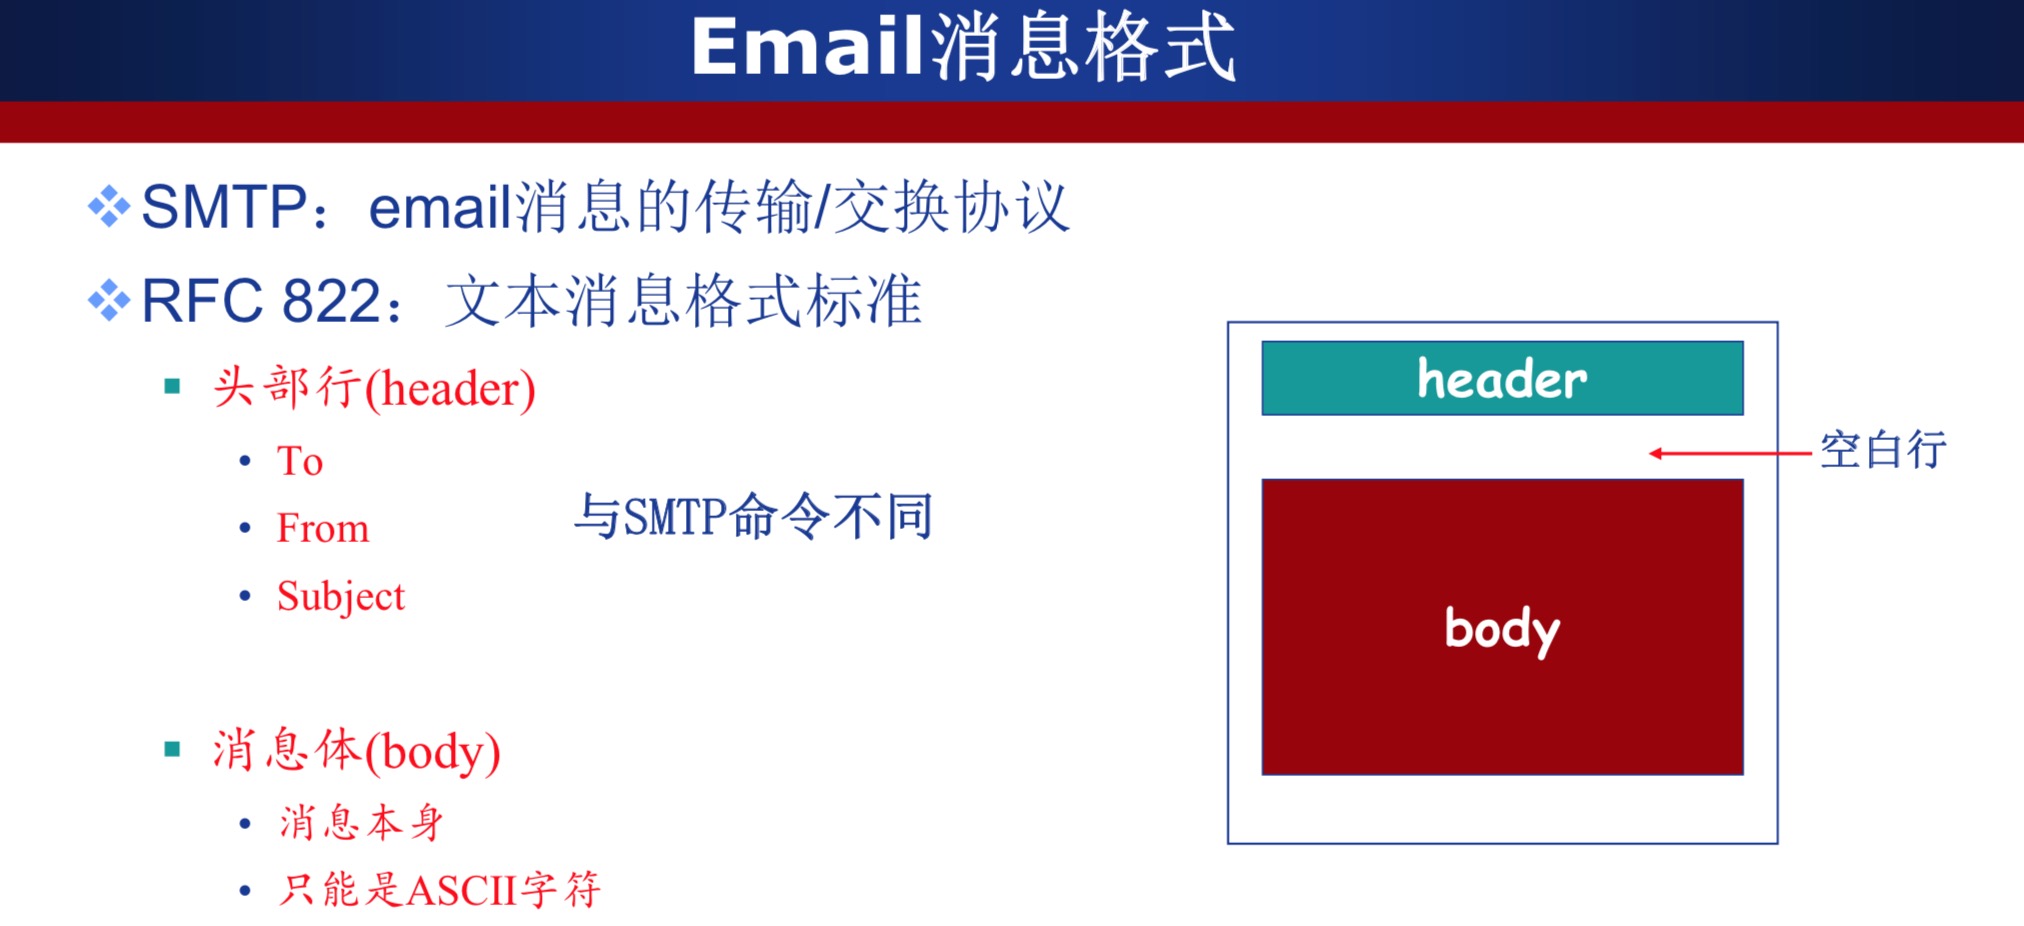 Email消息格式
SMTP：email消息的传输/交换协议
RFC 822：文本消息格式标准
头部行(header)
To
From
Subject
与SMTP命令不同
消息体(body)
消息本身
只能是ASCII字符
header
空白行
body